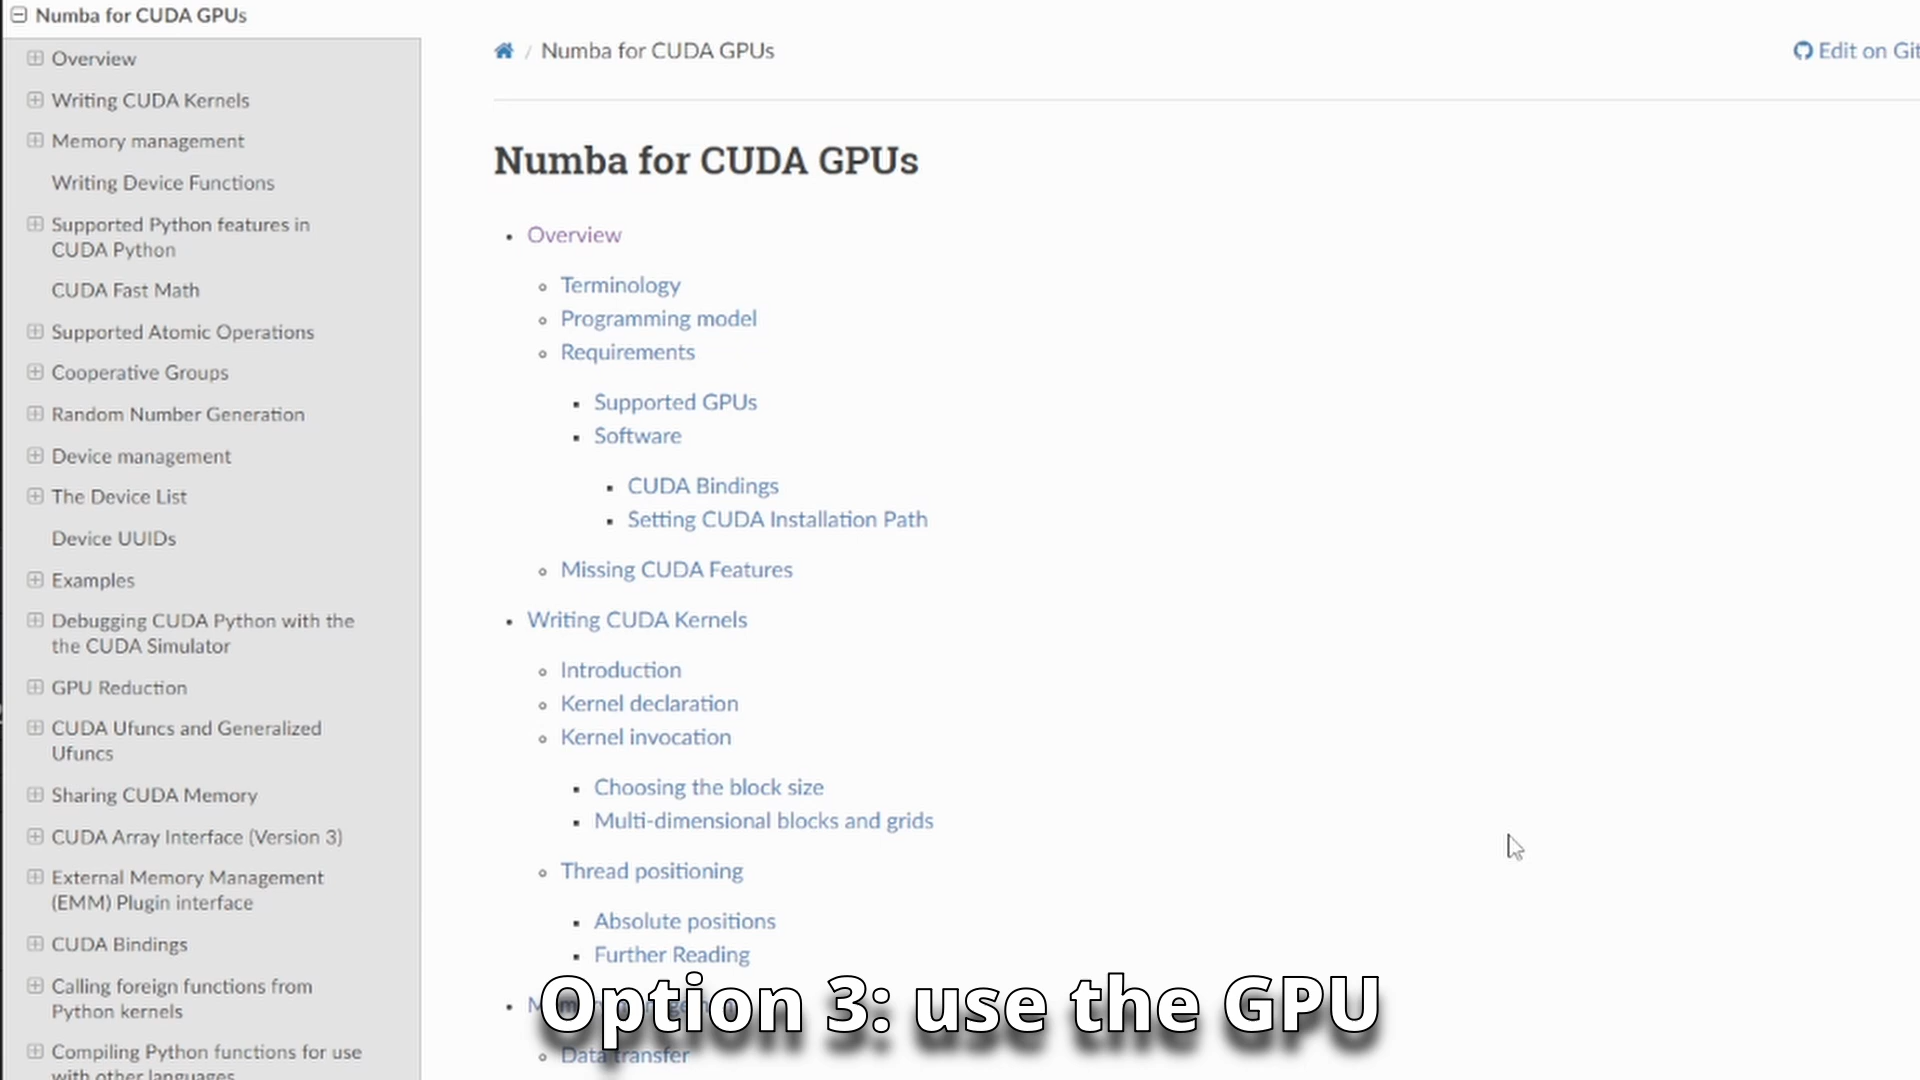 Numba for CUDA GPUs
Overview
Writing CUDA Kernels
Memory management
Writing Device Functions
Supported Python features in
CUDA Python
CUDA Fast Math
Supported Atomic Operations
Cooperative Groups
Random Number Generation
Device management
The Device List
Device UUIDs
Examples
Debugging CUDA Python with the
the CUDA Simulator
GPU Reduction
CUDA Ufuncs and Generalized
Ufuncs
Sharing CUDA Memory
CUDA Array Interface (Version 3)
External Memory Management
(EMM) Plugin interface
CUDA Bindings
Calling foreign functions from
Python kernels
Compiling Python functions for use
with other languages
/ Numba for CUDA GPUs
Edit on Git
Numba for CUDA GPUs
Overview
Terminology
Programming model
Requirements
Supported GPUs
Software
CUDA Bindings
Setting CUDA Installation Path
Missing CUDA Features
Writing CUDA Kernels
Introduction
Kernel declaration
Kernel invocation
Choosing the block size
Multi-dimensional blocks and grids
Thread positioning
Absolute positions
Further Reading
Option 3: use the GPU
Data transfer